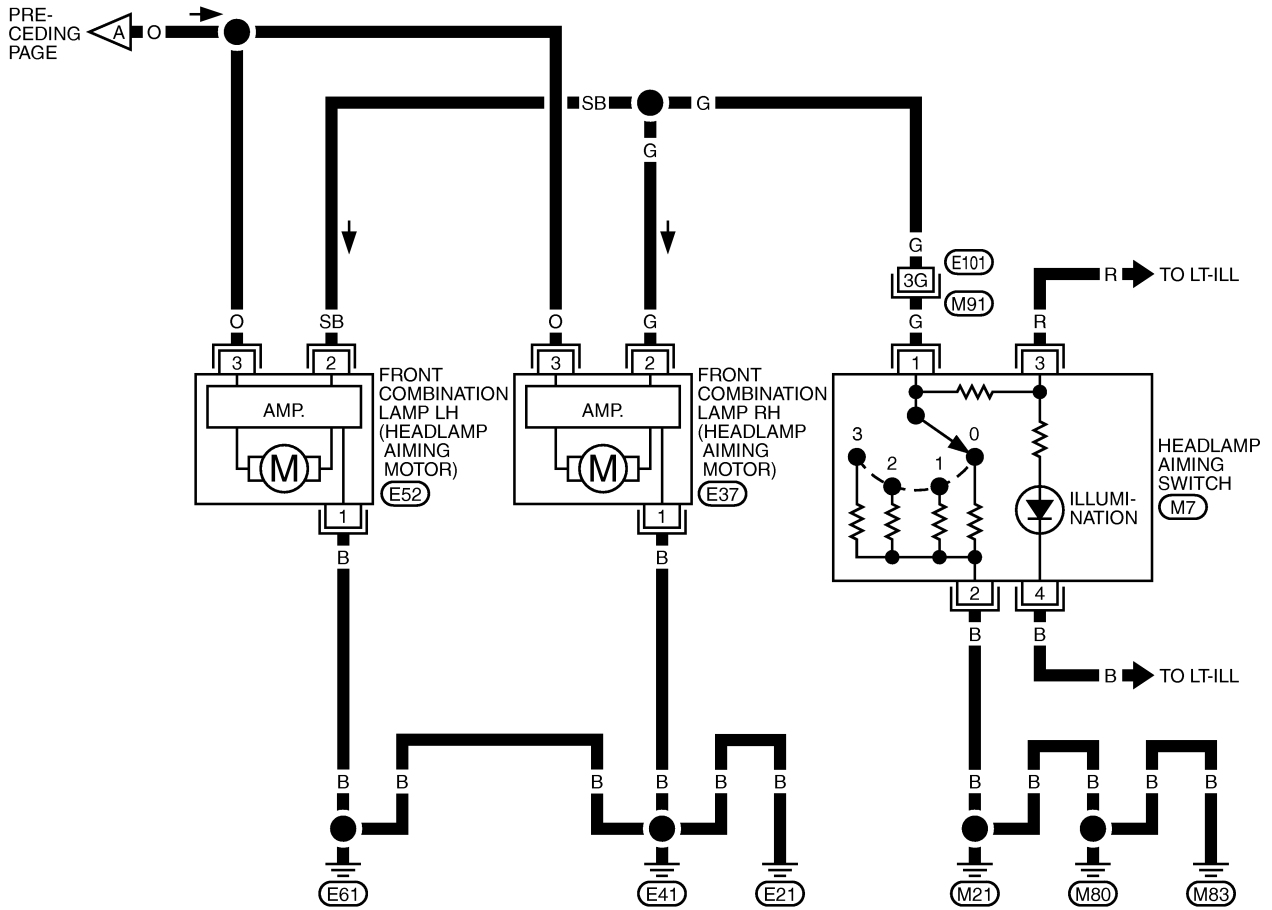 PRE-
CEDING
PAGE
A
O
SB
G
G
G
E101
3G
M91
R
TO LT-ILL
O
SB
O
G
G
R
3
2
3
2
1
3
FRONT
COMBINATION
LAMP LH
(HEADLAMP
AIMING
MOTOR)
E52
AMP.
M
1
FRONT
COMBINATION
LAMP RH
(HEADLAMP
AIMING
MOTOR)
E37
AMP.
M
1
3
2
1
0
ILLUMI-
NATION
HEADLAMP
AIMING
SWITCH
M7
2
4
B
B
B
B
B
TO LT-ILL
B
B
B
B
B
B
B
B
B
B
B
E61
E41
E21
M21
M80
M83